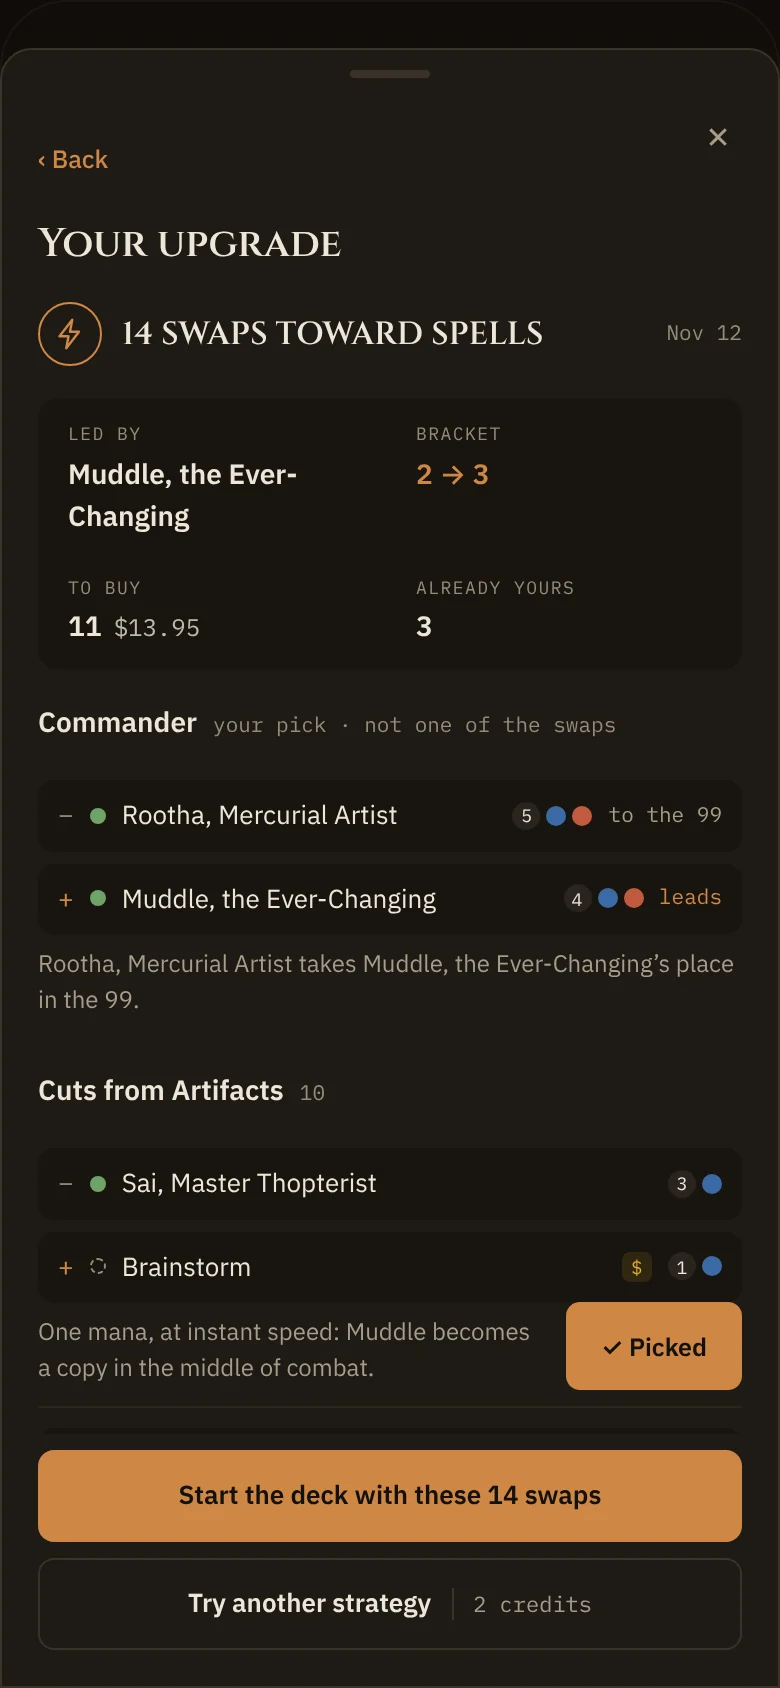 ‹ Back
✕
Your upgrade
14 swaps toward Spells
Nov 12
LED BY
BRACKET
Muddle, the Ever-
Changing
2 → 3
TO BUY
ALREADY YOURS
11 $13.95
3
Commander your pick · not one of the swaps
− Rootha, Mercurial Artist 5 to the 99
+ Muddle, the Ever-Changing 4 leads
Rootha, Mercurial Artist takes Muddle, the Ever-Changing’s place
in the 99.
Cuts from Artifacts 10
− Sai, Master Thopterist 3
+ Brainstorm $ 1
One mana, at instant speed: Muddle becomes
a copy in the middle of combat.
✓ Picked
Start the deck with these 14 swaps
Try another strategy 2 credits